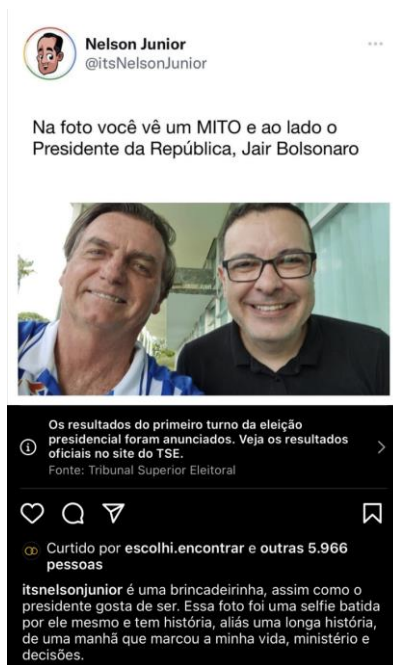 Nelson Junior
@itsNelsonJunior
Na foto você vê um MITO e ao lado o
Presidente da República, Jair Bolsonaro
Os resultados do primeiro turno da eleição
presidencial foram anunciados. Veja os resultados
oficiais no site do TSE.
Fonte: Tribunal Superior Eleitoral
Curtido por escolhi.encontrar e outras 5.966
pessoas
itsnelsonjunior é uma brincadeirinha, assim como o
presidente gosta de ser. Essa foto foi uma selfie batida
por ele mesmo e tem história, aliás uma longa história,
de uma manhã que marcou a minha vida, ministério e
decisões.